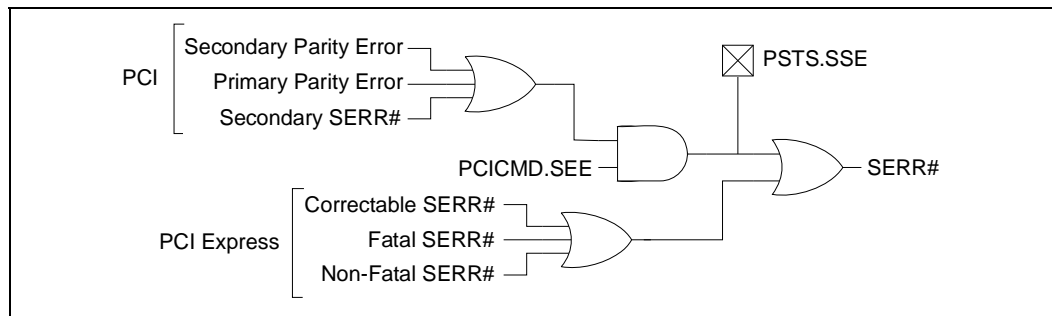 Secondary Parity Error
PCI
Primary Parity Error
Secondary SERR#
PSTS.SSE
PCICMD.SEE
SERR#
Correctable SERR#
PCI Express
Fatal SERR#
Non-Fatal SERR#